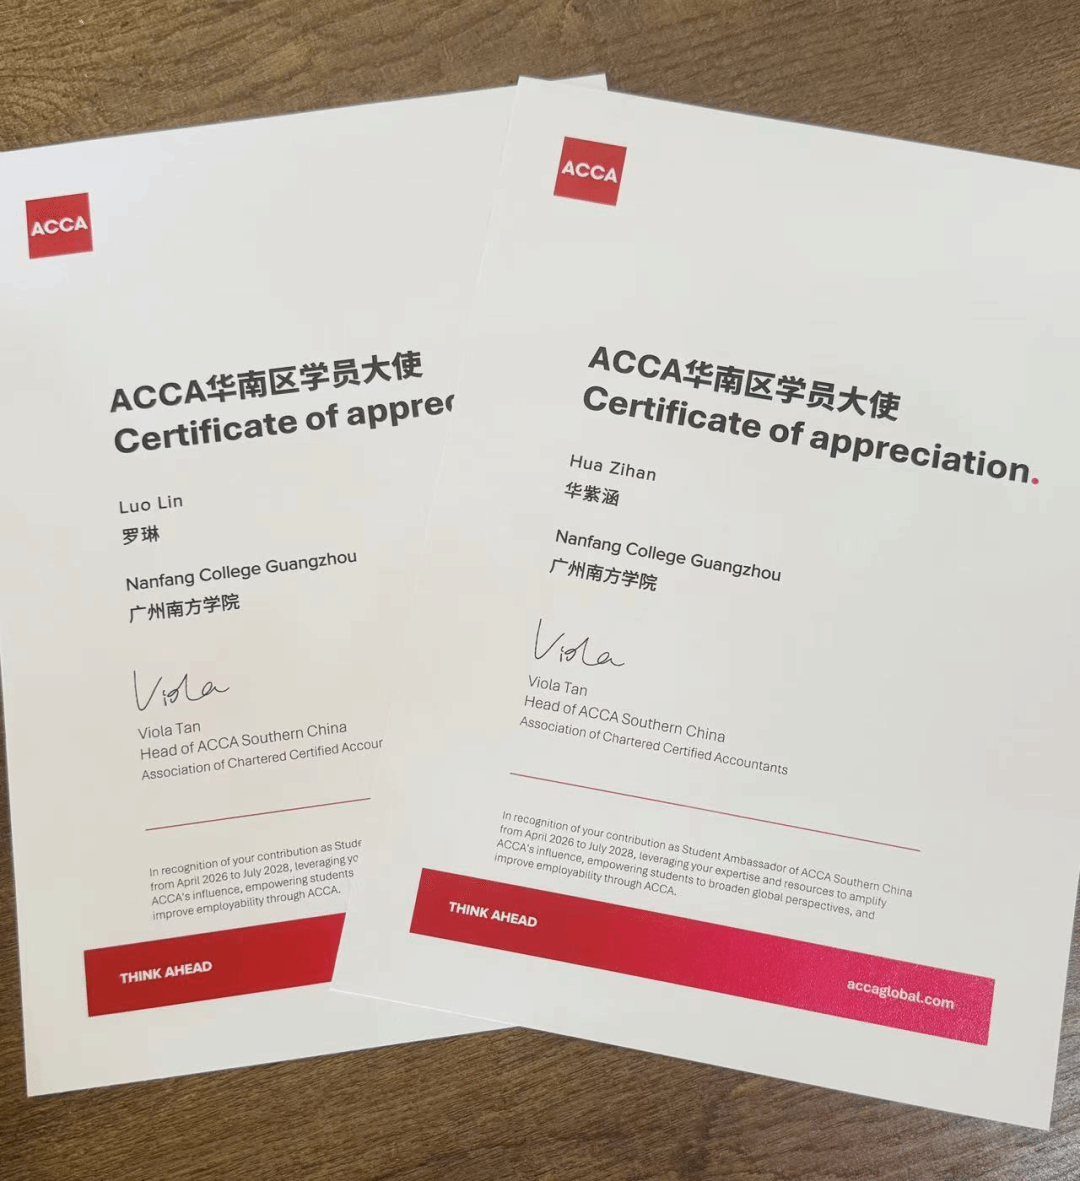 ACCA
ACCA华南区学员大使
Certificate of apprec
Luo Lin
罗琳
Nanfang College Guangzhou
广州南方学院
Viola
Viola Tan
Head of ACCA Southern China
Association of Chartered Certified Accour
In recognition of your contribution as Stude
from April 2026 to July 2028, leveraging yo
ACCA's influence, empowering students
improve employability through ACCA.
THINK AHEAD
ACCA
ACCA华南区学员大使
Certificate of appreciation.
Hua Zihan
华紫涵
Nanfang College Guangzhou
广州南方学院
Viola
Viola Tan
Head of ACCA Southern China
Association of Chartered Certified Accountants
In recognition of your contribution as Student Ambassador of ACCA Southern China
from April 2026 to July 2028, leveraging your expertise and resources to amplify
ACCA's influence, empowering students to broaden global perspectives, and
improve employability through ACCA.
THINK AHEAD
accaglobal.com